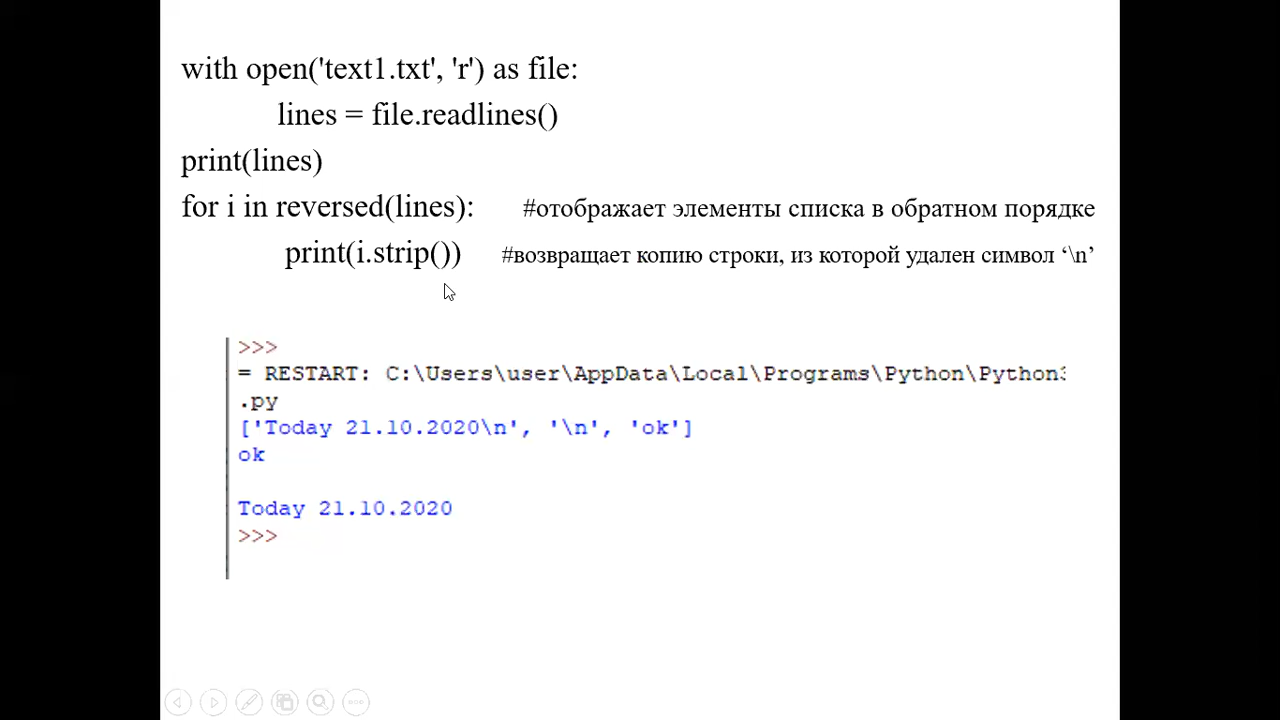 with open('text1.txt', 'r') as file:
lines = file.readlines()
print(lines)
for i in reversed(lines): #отображает элементы списка в обратном порядке
print(i.strip()) #возвращает копию строки, из которой удален символ ‘\n’
>>>
= RESTART: C:\Users\user\AppData\Local\Programs\Python\Python3
.py
['Today 21.10.2020\n', '\n', 'ok']
ok
Today 21.10.2020
>>>